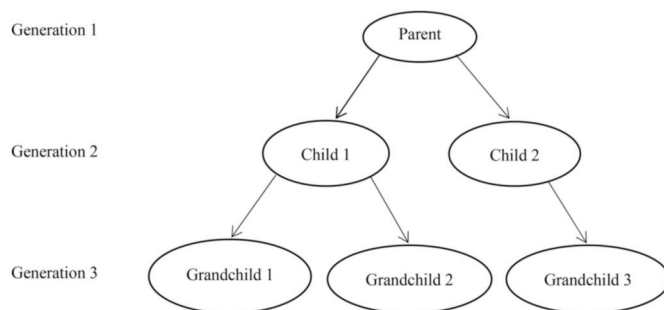 Generation 1
Parent
Generation 2
Child 1
Child 2
Generation 3
Grandchild 1
Grandchild 2
Grandchild 3